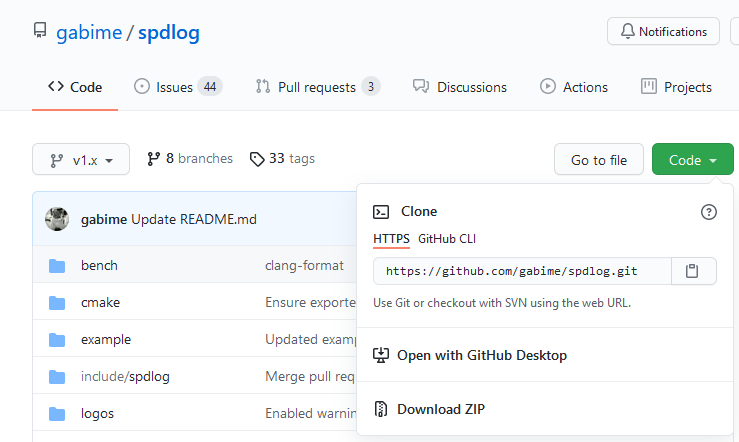 gabime / spdlog
Notifications
Code
Issues 44
Pull requests 3
Discussions
Actions
Projects
v1.x
8 branches
33 tags
Go to file
Code
gabime Update README.md
Clone
HTTPS GitHub CLI
https://github.com/gabime/spdlog.git
Use Git or checkout with SVN using the web URL.
Open with GitHub Desktop
Download ZIP
bench clang-format
cmake Ensure exporte
example Updated examp
include/spdlog Merge pull req
logos Enabled warnin